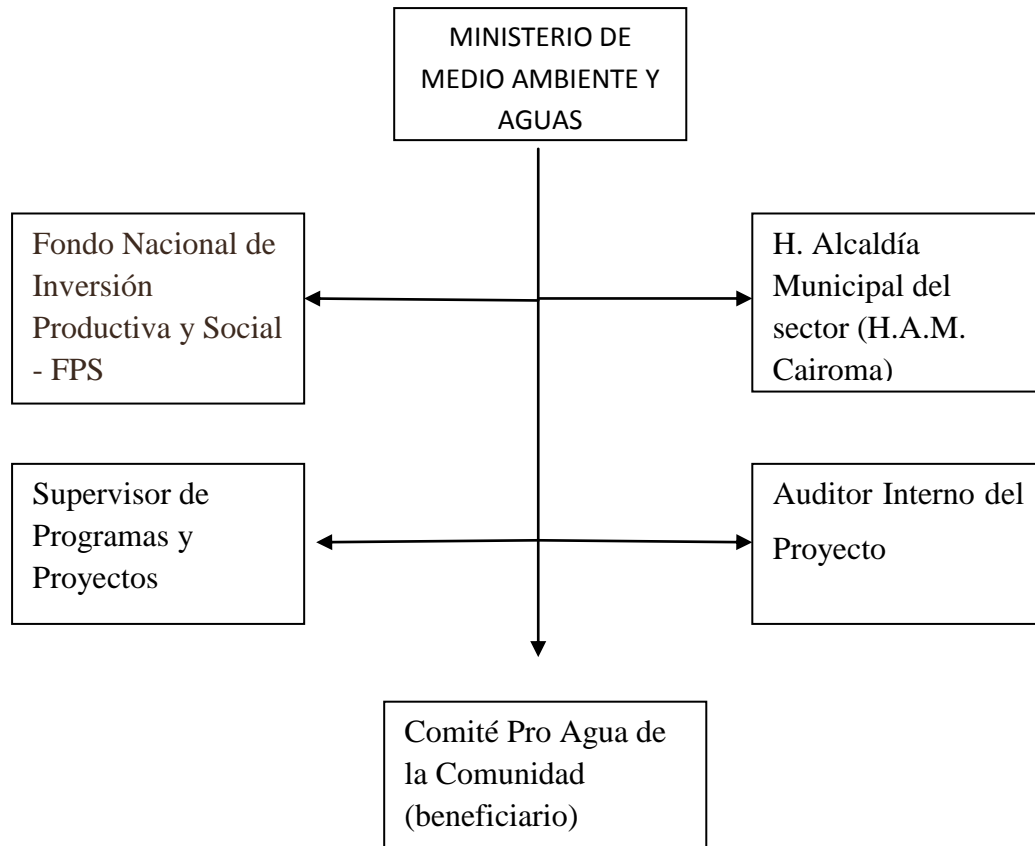 MINISTERIO DE
MEDIO AMBIENTE Y
AGUAS
Fondo Nacional de
Inversión
Productiva y Social
- FPS
H. Alcaldía
Municipal del
sector (H.A.M.
Cairoma)
Supervisor de
Programas y
Proyectos
Auditor Interno del
Proyecto
Comité Pro Agua de
la Comunidad
(beneficiario)